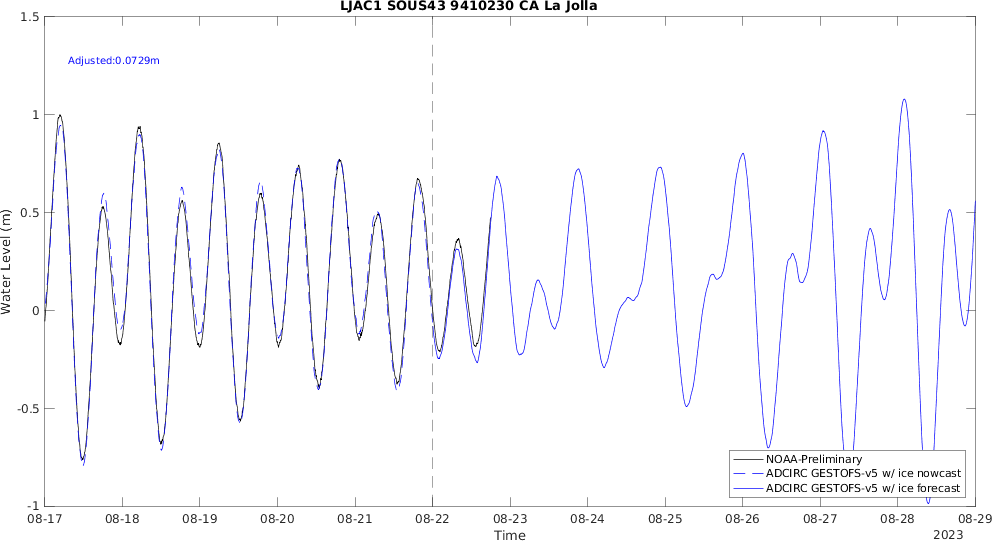 LJAC1 SOUS43 9410230 CA La Jolla
Adjusted:0.0729m
Water Level (m)
1.5
1
0.5
0
-0.5
-1
08-17 08-18 08-19 08-20 08-21 08-22 08-23 08-24 08-25 08-26 08-27 08-28 08-29
Time
2023
NOAA-Preliminary
ADCIRC GESTOFS-v5 w/ ice nowcast
ADCIRC GESTOFS-v5 w/ ice forecast